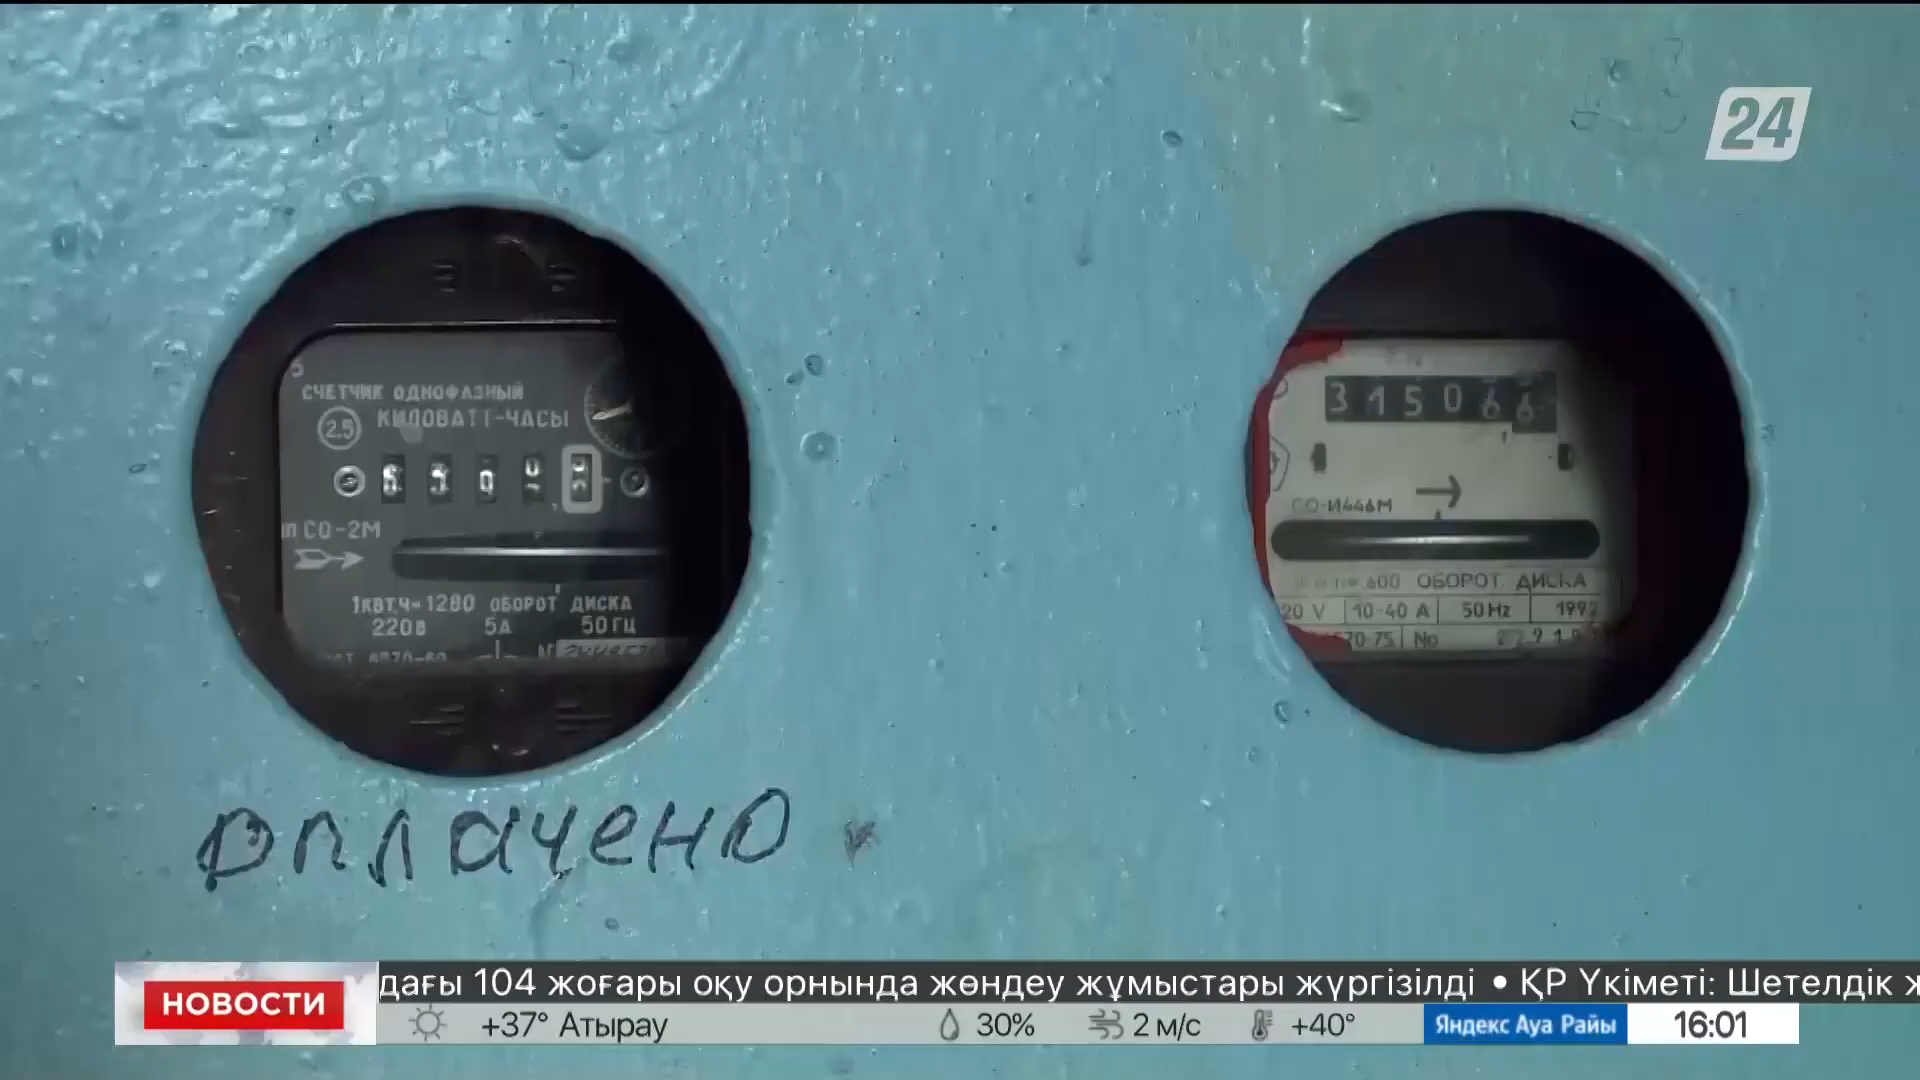 24
СЧЕТЧИК ОДНОФАЗНЫЙ
2.5 КИЛОВАТТ-ЧАСЫ
СО-2М
1КВТ.Ч=1280 ОБОРОТ ДИСКА
220В 5А 50ГЦ
315066
СО-И446М
600 ОБОРОТ. ДИСКА
10-40 А 50Hz 1992
No
оплачено
НОВОСТИ
дағы 104 жоғары оқу орнында жөндеу жұмыстары жүргізілді • ҚР Үкіметі: Шетелдік ж
+37° Атырау 30% 2 м/с +40° Яндекс Ауа Райы 16:01